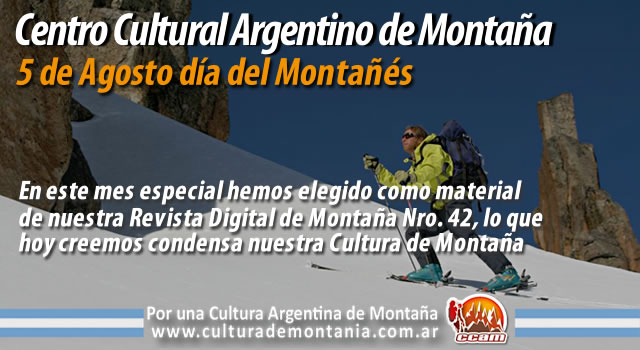 Centro Cultural Argentino de Montaña
5 de Agosto día del Montañés
En este mes especial hemos elegido como material
de nuestra Revista Digital de Montaña Nro. 42, lo que
hoy creemos condensa nuestra Cultura de Montaña
Por una Cultura Argentina de Montaña
www.culturademontania.com.ar
ccam